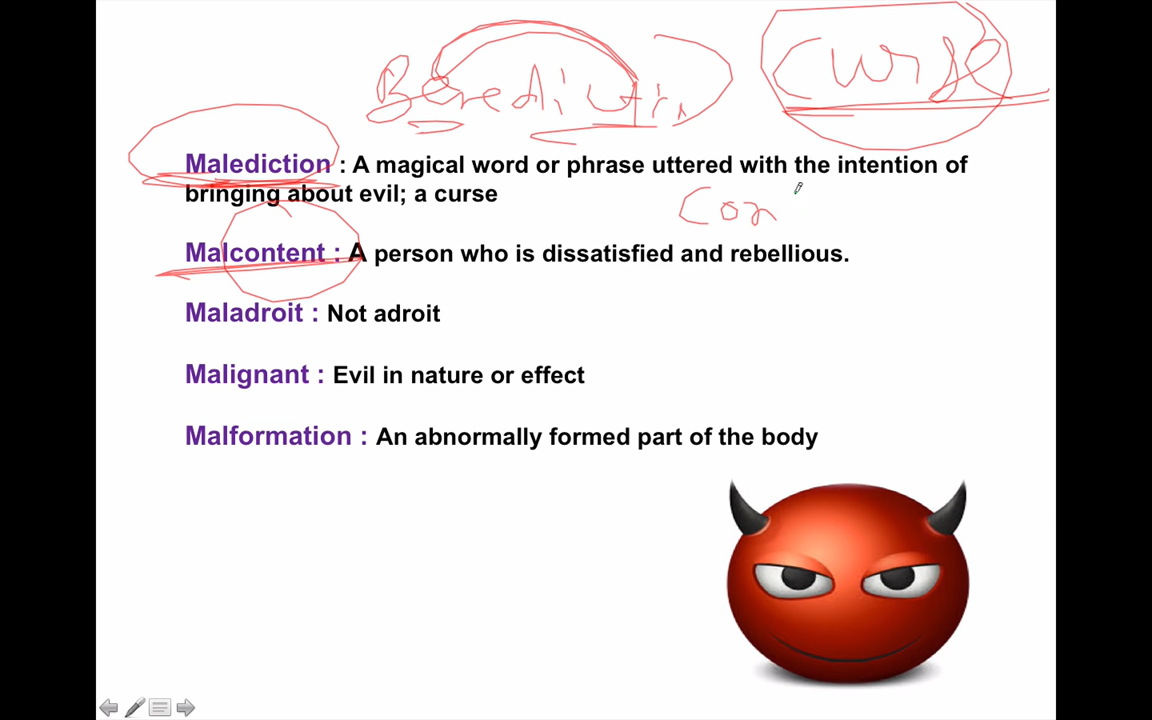 Benediction
curse
Malediction : A magical word or phrase uttered with the intention of
bringing about evil; a curse
Con
Malcontent : A person who is dissatisfied and rebellious.
Maladroit : Not adroit
Malignant : Evil in nature or effect
Malformation : An abnormally formed part of the body